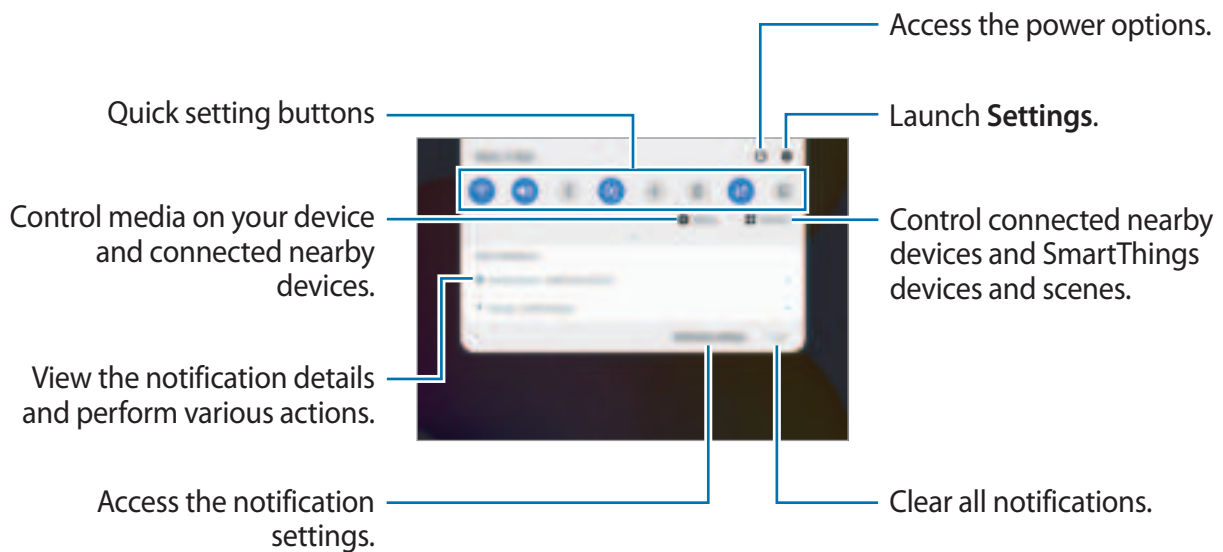 Access the power options.
Quick setting buttons
Launch Settings.
Control media on your device
and connected nearby
devices.
Control connected nearby
devices and SmartThings
devices and scenes.
View the notification details
and perform various actions.
Access the notification
settings.
Clear all notifications.